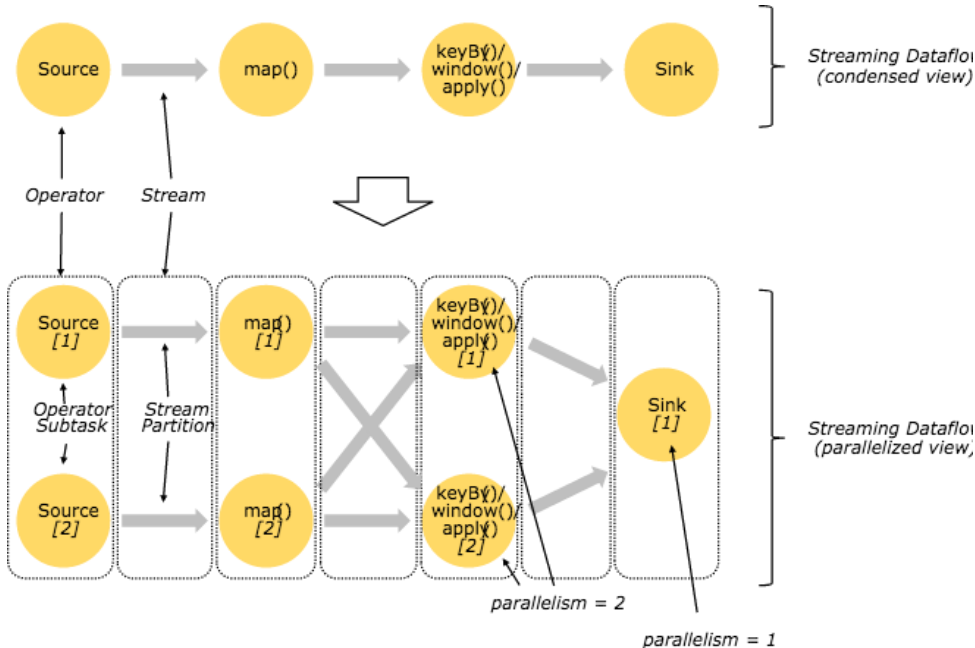 Source
map()
keyBy()/
window()/
apply()
Sink
Streaming Dataflow
(condensed view)
Operator
Stream
Source
[1]
map()
[1]
keyBy()/
window()/
apply()
[1]
Operator
Subtask
Stream
Partition
Sink
[1]
Streaming Dataflow
(parallelized view)
Source
[2]
map()
[2]
keyBy()/
window()/
apply()
[2]
parallelism = 2
parallelism = 1